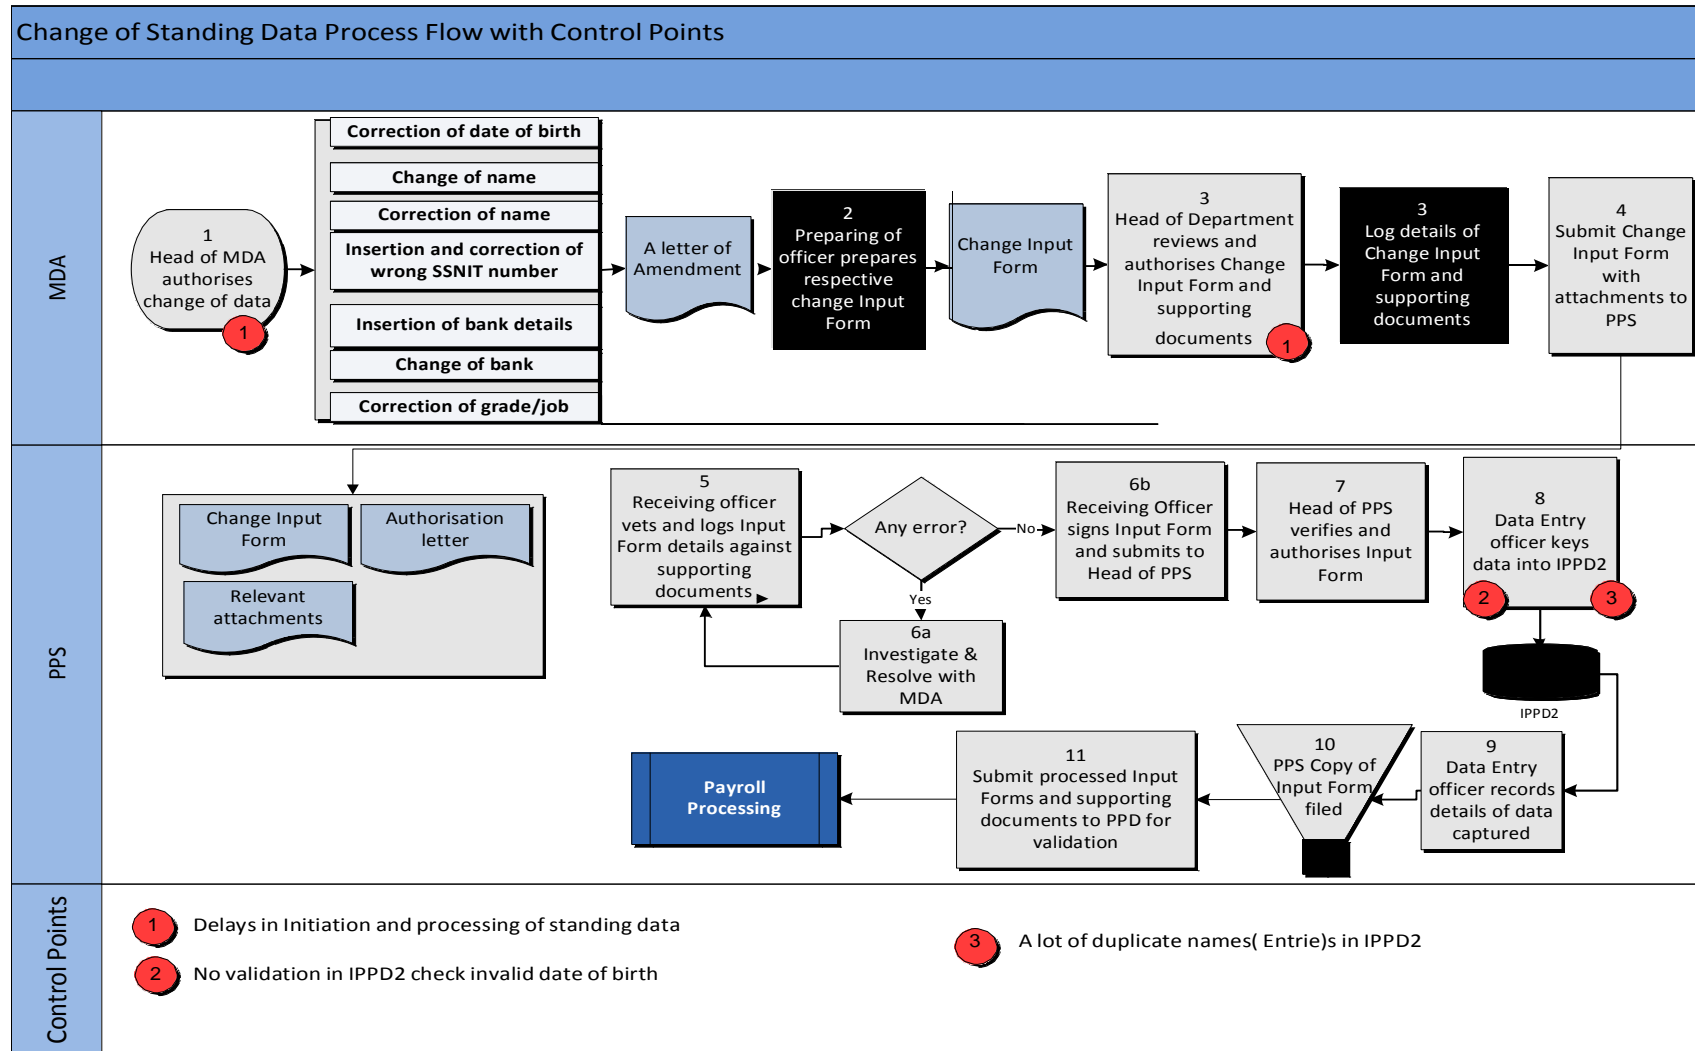 Change of Standing Data Process Flow with Control Points
MDA
1
Head of MDA
authorises
change of data
1
Correction of date of birth
Change of name
Correction of name
Insertion and correction of
wrong SSNIT number
Insertion of bank details
Change of bank
Correction of grade/job
A letter of
Amendment
2
Preparing of
officer prepares
respective
change Input
Form
Change Input
Form
3
Head of Department
reviews and
authorises Change
Input Form and
supporting
documents
1
3
Log details of
Change Input
Form and
supporting
documents
4
Submit Change
Input Form
with
attachments to
PPS
PPS
Change Input
Form
Authorisation
letter
Relevant
attachments
5
Receiving officer
vets and logs Input
Form details against
supporting
documents
Any error?
No
Yes
6a
Investigate &
Resolve with
MDA
6b
Receiving Officer
signs Input Form
and submits to
Head of PPS
7
Head of PPS
verifies and
authorises Input
Form
8
Data Entry
officer keys
data into IPPD2
2
3
IPPD2
9
Data Entry
officer records
details of data
captured
10
PPS Copy of
Input Form
filed
11
Submit processed Input
Forms and supporting
documents to PPD for
validation
Payroll
Processing
Control Points
1 Delays in Initiation and processing of standing data
2 No validation in IPPD2 check invalid date of birth
3 A lot of duplicate names( Entrie)s in IPPD2